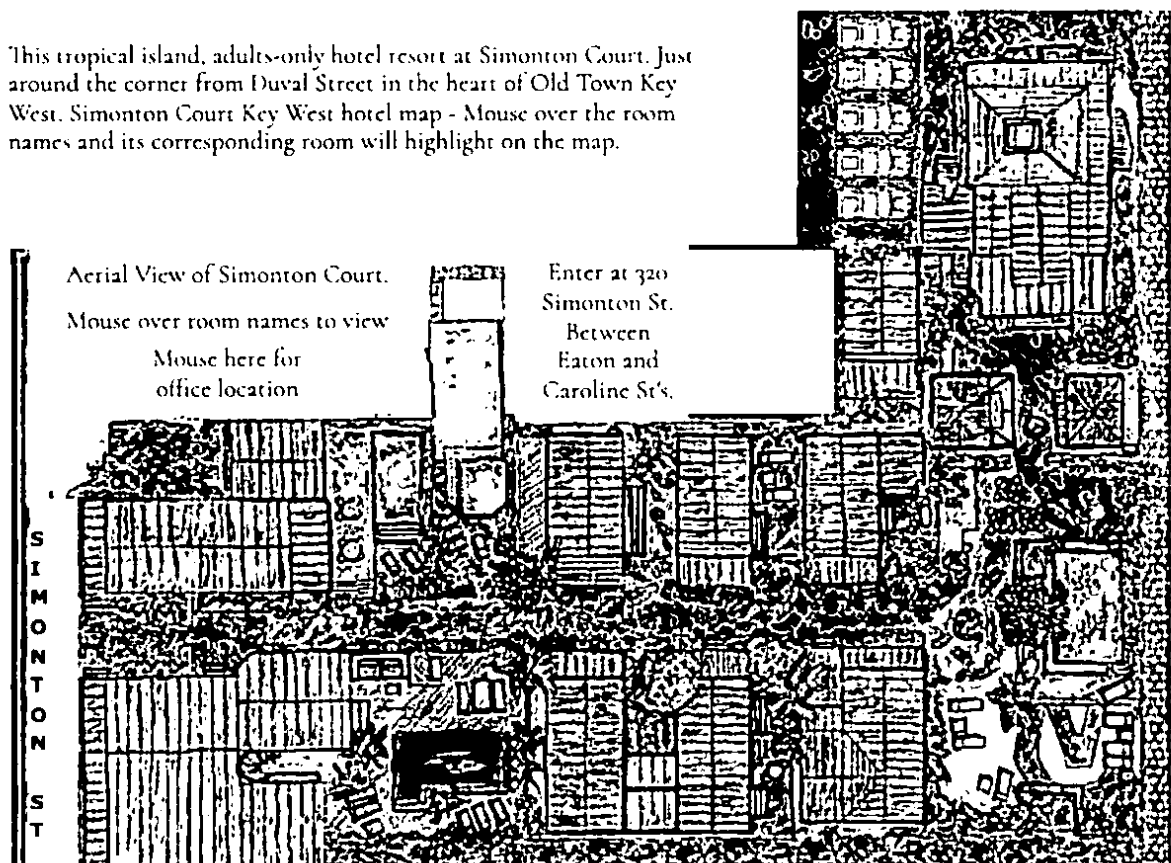 This tropical island, adults-only hotel resort at Simonton Court. Just
around the corner from Duval Street in the heart of Old Town Key
West. Simonton Court Key West hotel map - Mouse over the room
names and its corresponding room will highlight on the map.
Aerial View of Simonton Court.
Mouse over room names to view
Mouse here for
office location
Enter at 320
Simonton St.
Between
Eaton and
Caroline St's.
SIMONTON ST